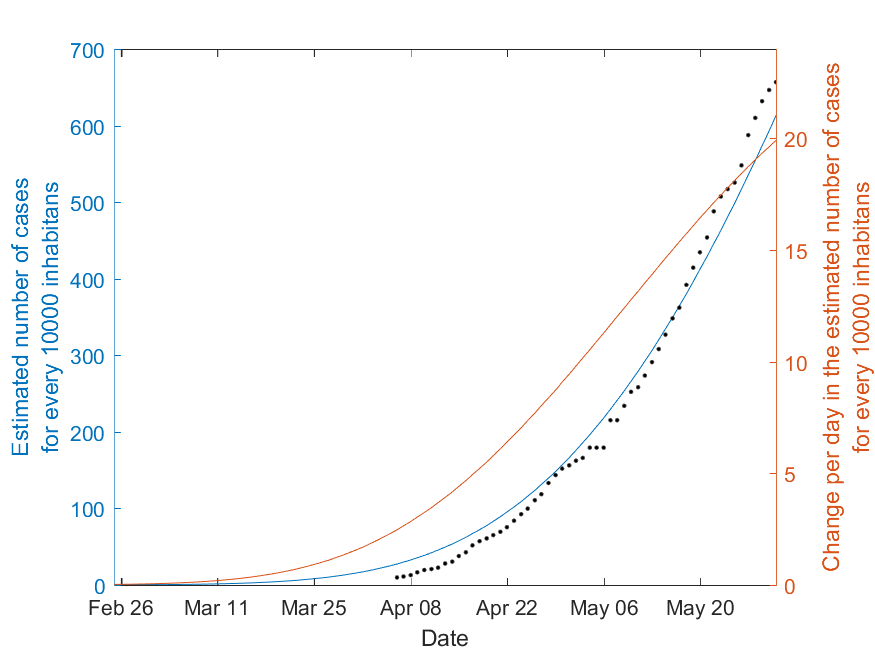 700
600
500
400
300
200
100
0
Estimated number of cases
for every 10000 inhabitans
20
15
10
5
0
Change per day in the estimated number of cases
for every 10000 inhabitans
Feb 26 Mar 11 Mar 25 Apr 08 Apr 22 May 06 May 20
Date